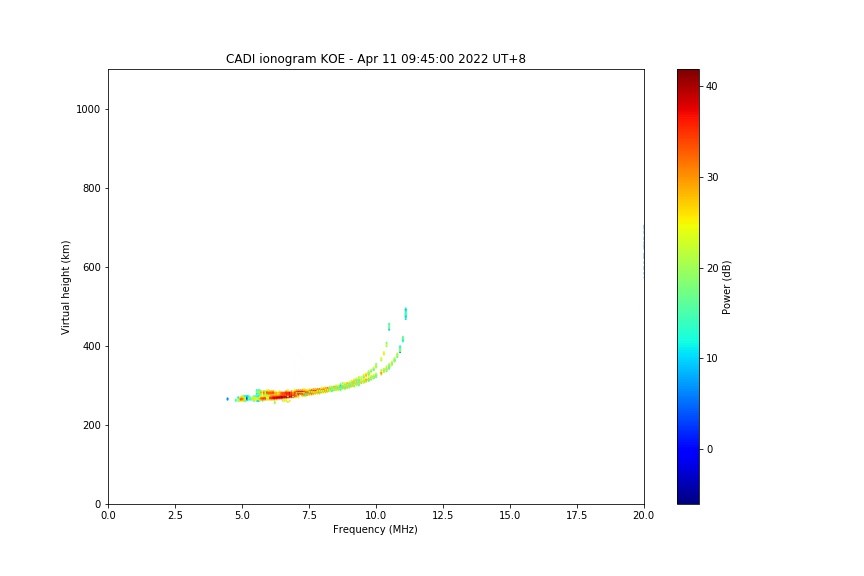 CADI ionogram KOE - Apr 11 09:45:00 2022 UT+8
1000
800
600
400
200
0
Virtual height (km)
0.0 2.5 5.0 7.5 10.0 12.5 15.0 17.5 20.0
Frequency (MHz)
40
30
20
10
0
Power (dB)